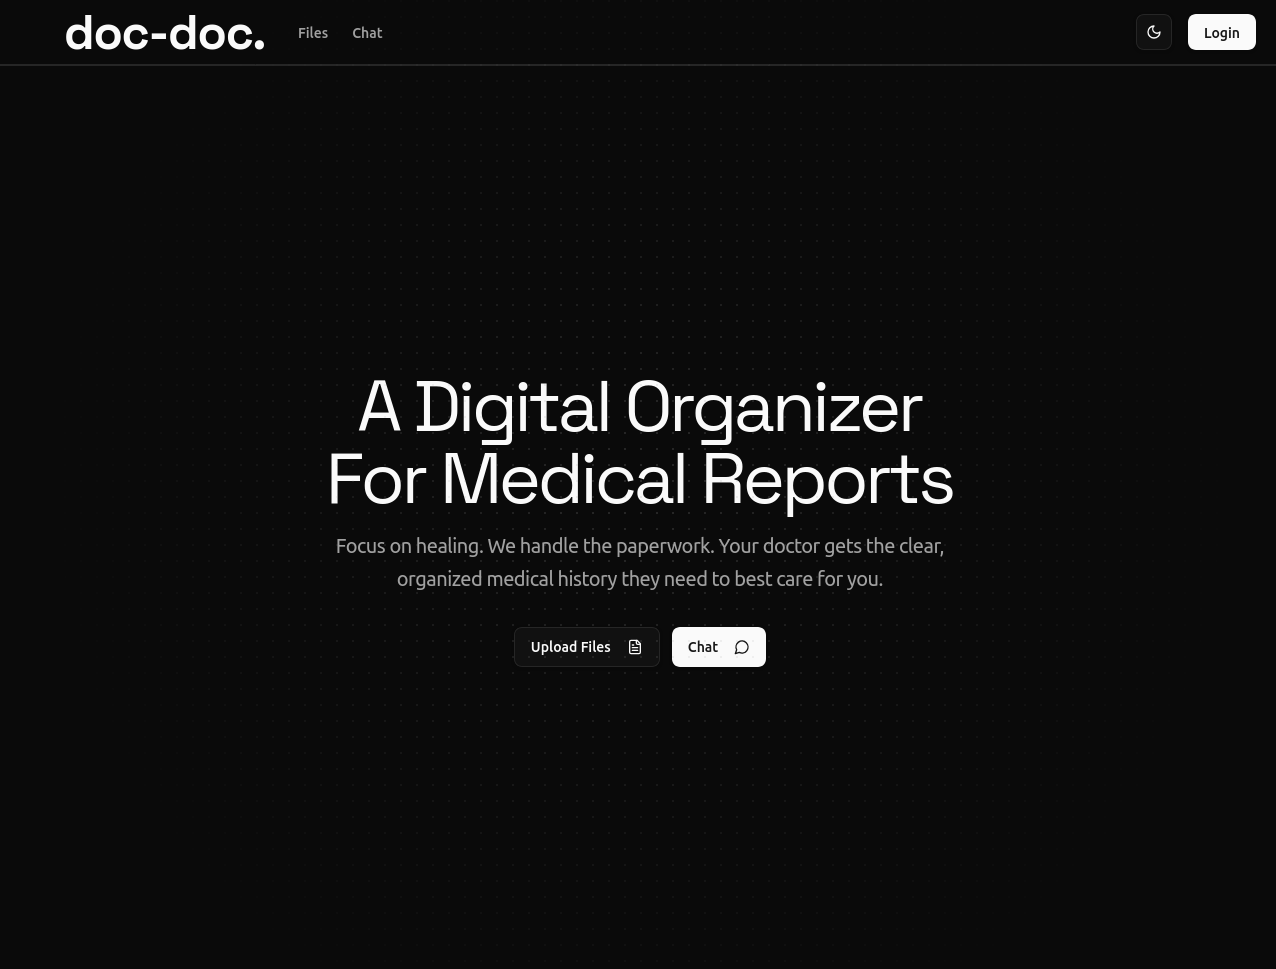 doc-doc.
Files
Chat
Login
A Digital Organizer
For Medical Reports
Focus on healing. We handle the paperwork. Your doctor gets the clear,
organized medical history they need to best care for you.
Upload Files
Chat